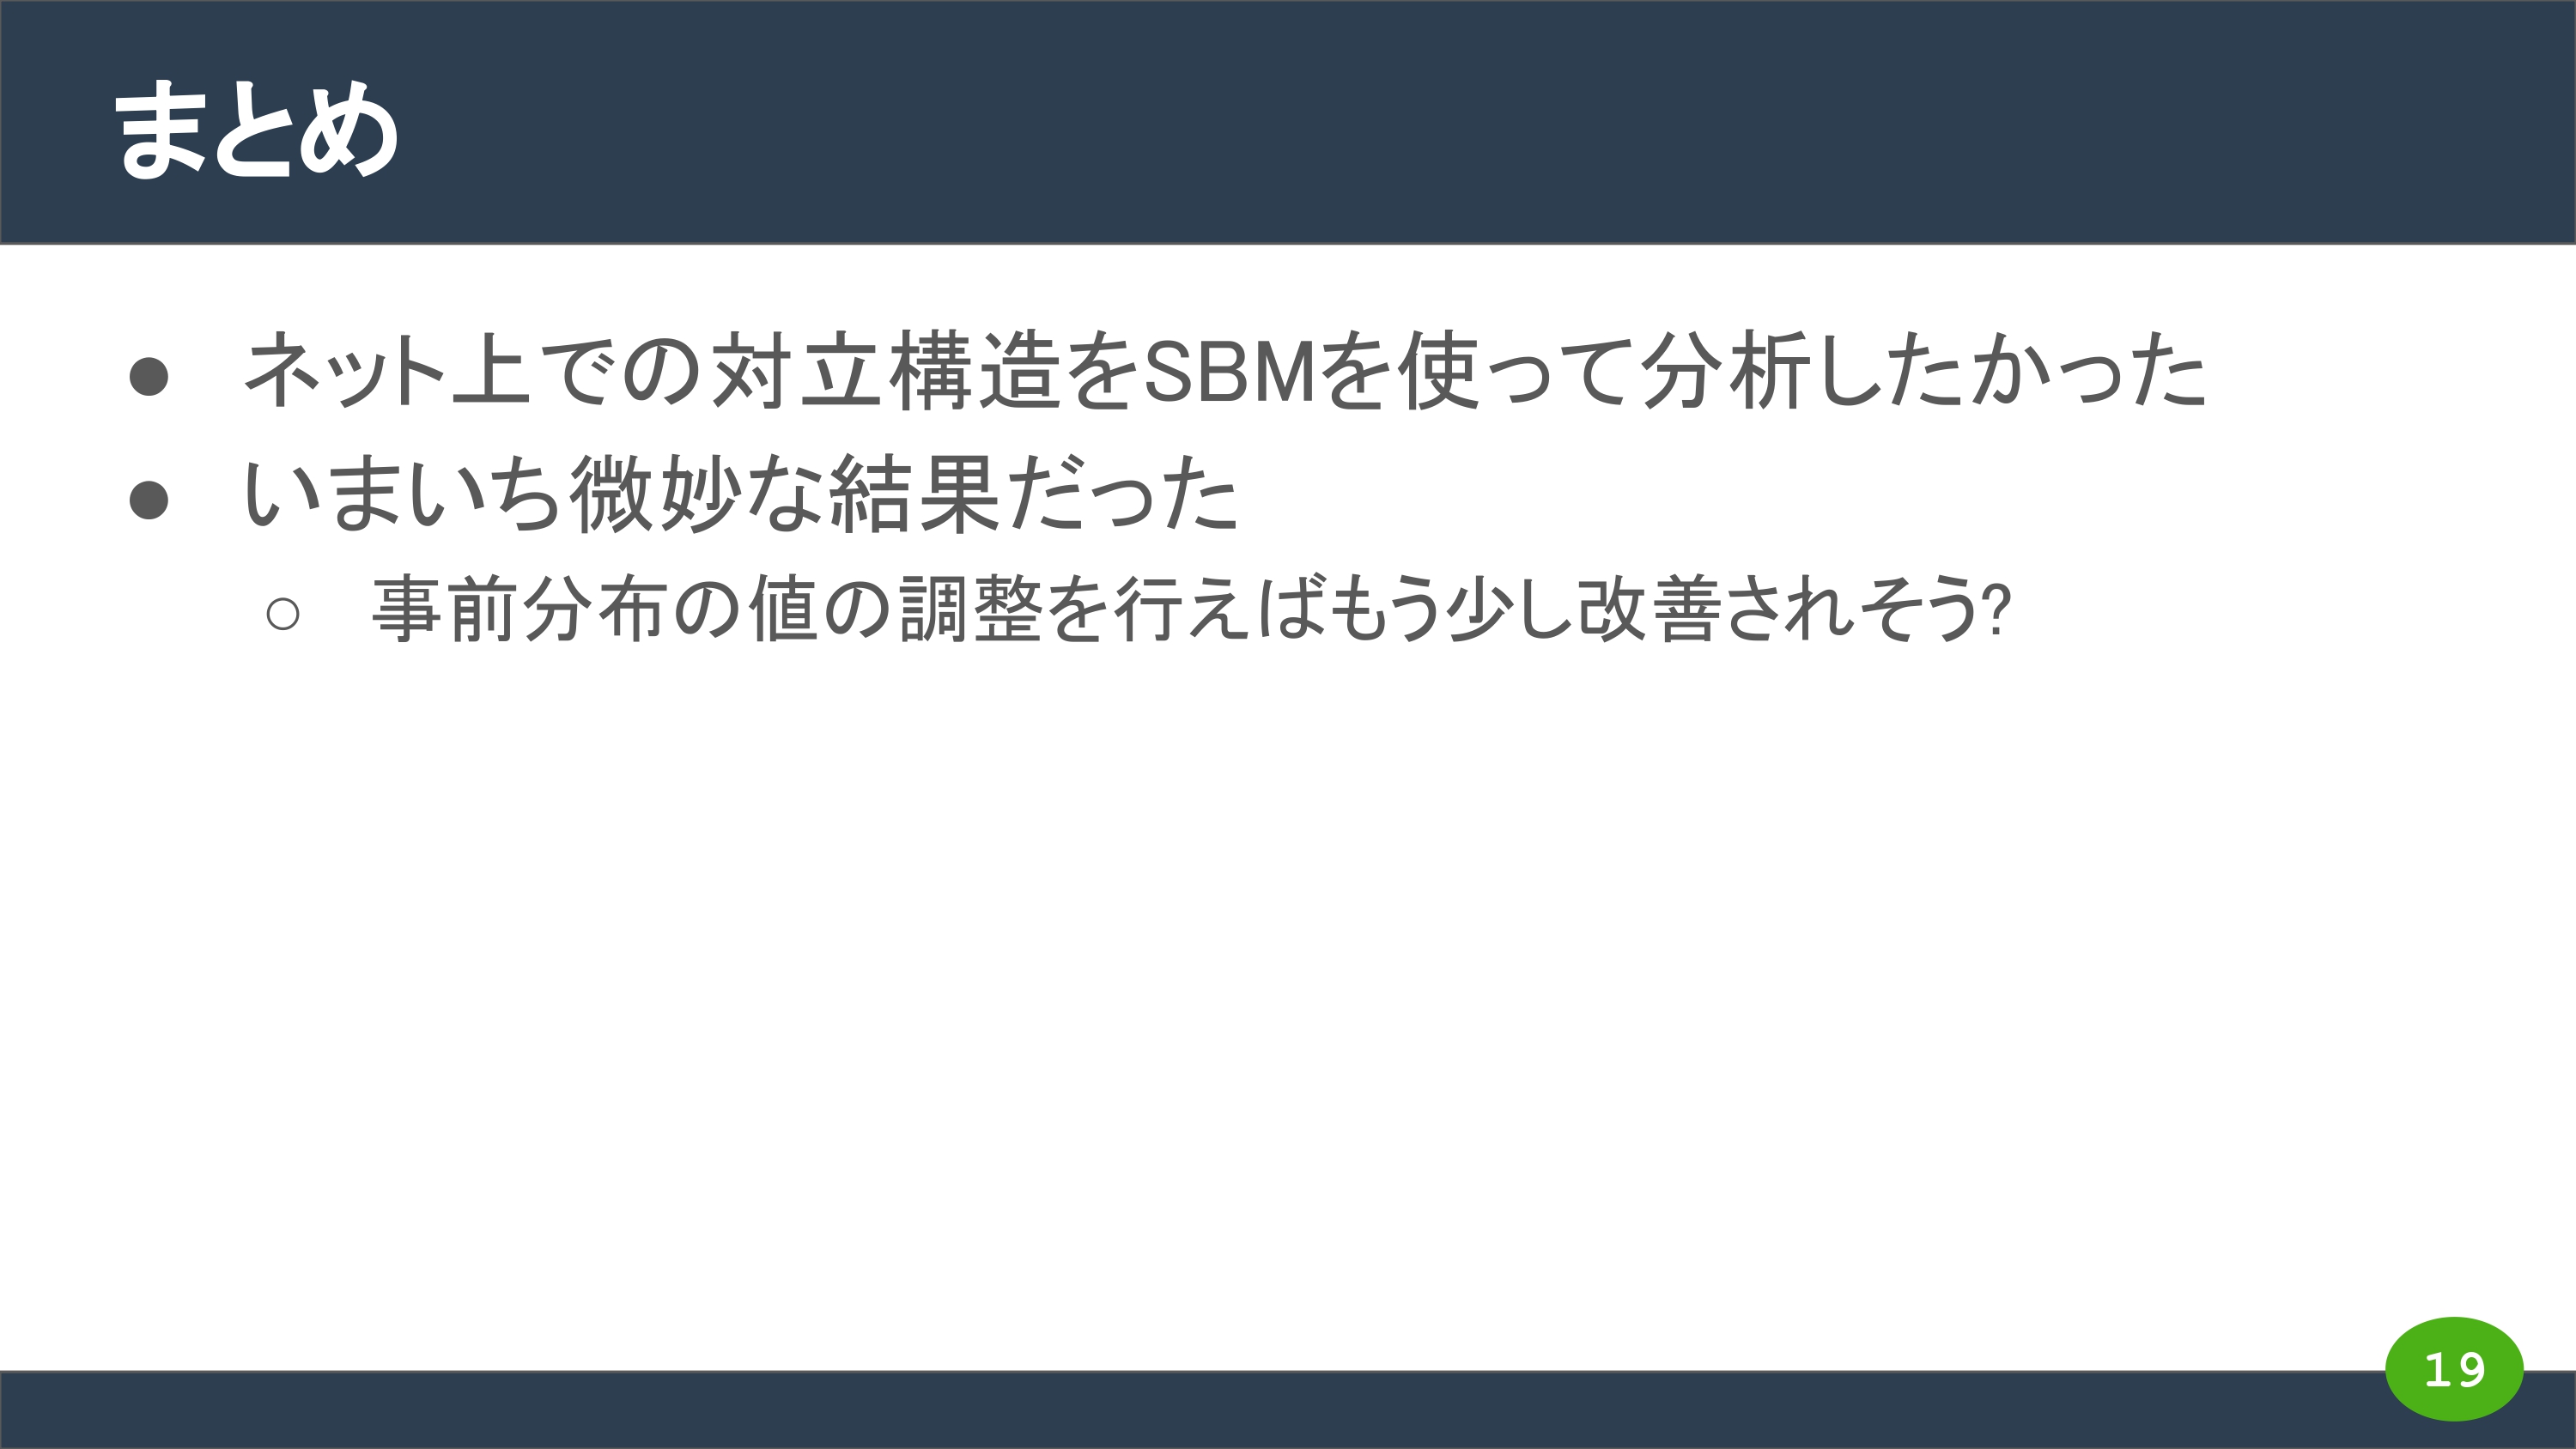 まとめ
● ネット上での対立構造をSBMを使って分析したかった
● いまいち微妙な結果だった
○ 事前分布の値の調整を行えばもう少し改善されそう?
19